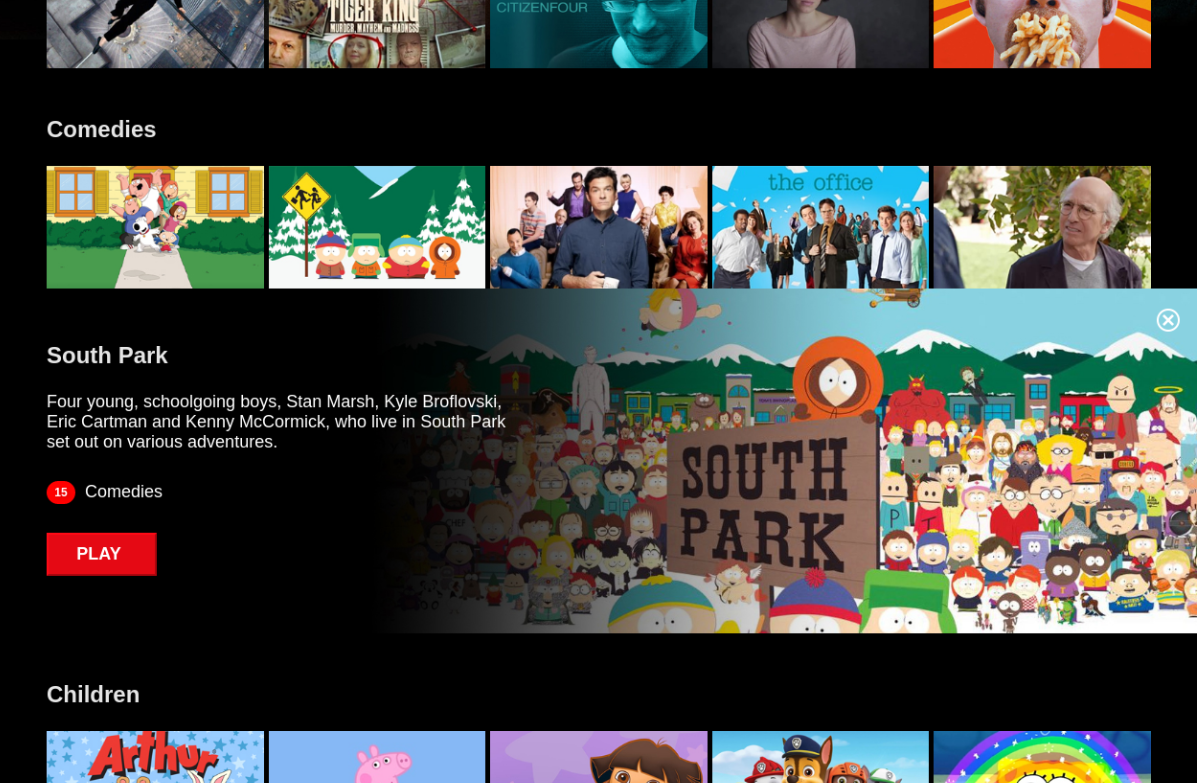 CITIZENFOUR
TIGER KING
MURDER, MAYHEM AND MADNESS
Comedies
the office
South Park
Four young, schoolgoing boys, Stan Marsh, Kyle Broflovski,
Eric Cartman and Kenny McCormick, who live in South Park
set out on various adventures.
15 Comedies
PLAY
SOUTH
PARK
P T
CHEF
Children
Arthur